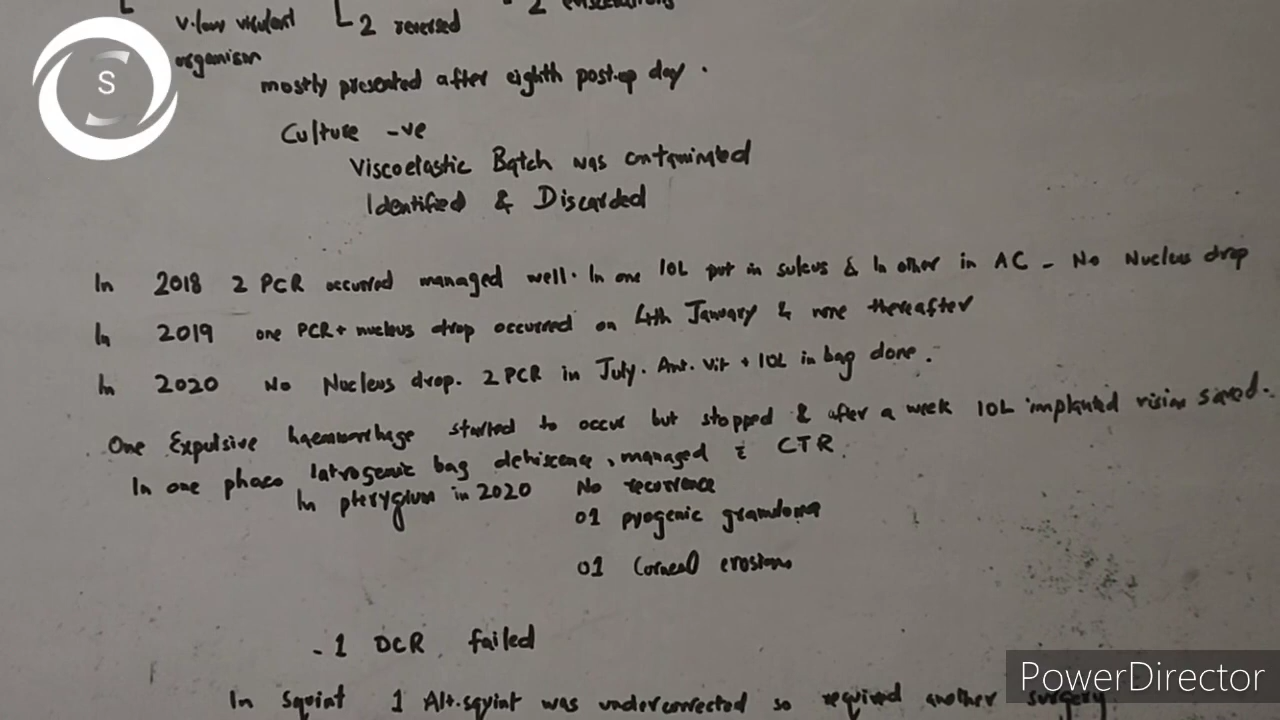 S
v.low virulent 2 reversed 2 eviscerations
organism
mostly presented after eighth post-op day.
Culture -ve
Viscoelastic Batch was contaminated
Identified & Discarded
In 2018 2 PCR occurred managed well. In one IOL put in sulcus & In other in AC - No Nucleus drop
In 2019 one PCR + nucleus drop occurred on 4th January & none thereafter
In 2020 No Nucleus drop. 2 PCR in July. Ant. Vit + IOL in bag done.
One Expulsive haemorrhage started to occur but stopped & after a week IOL implanted vision saved.
In one phaco Iatrogenic bag dehiscence, managed c̄ CTR.
In pterygium in 2020 No recurrence
01 pyogenic granuloma
01 Corneal erosion
- 1 DCR failed
In Squint 1 Alt.squint was undercorrected so required another surgery
PowerDirector